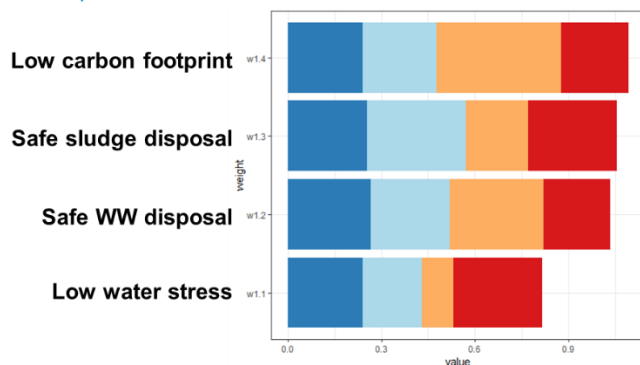 Low carbon footprint
w1.4
Safe sludge disposal
w1.3
weight
Safe WW disposal
w1.2
Low water stress
w1.1
0.0
0.3
0.6
0.9
value